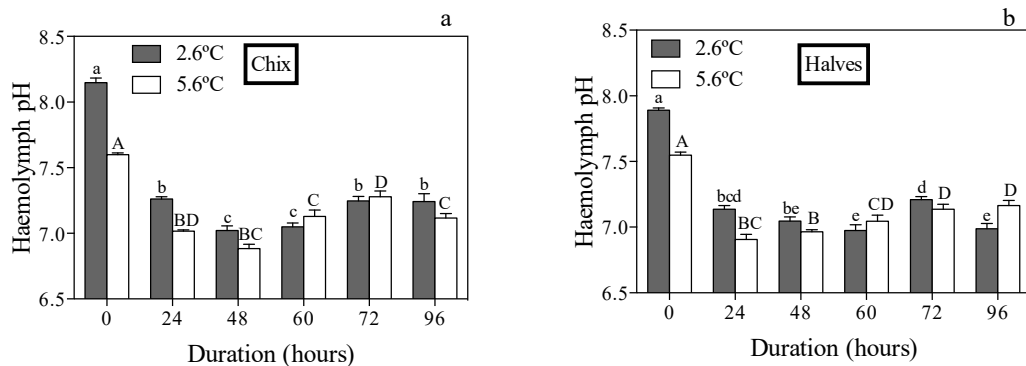 a
8.5
8.0
7.5
7.0
6.5
Haemolymph pH
2.6ºC
5.6ºC
Chix
a
A
b
BD
c
BC
c
C
b
D
b
C
0 24 48 60 72 96
Duration (hours)
b
8.5
8.0
7.5
7.0
6.5
Haemolymph pH
2.6ºC
5.6ºC
Halves
a
A
bcd
BC
be
B
e
CD
d
D
e
D
0 24 48 60 72 96
Duration (hours)